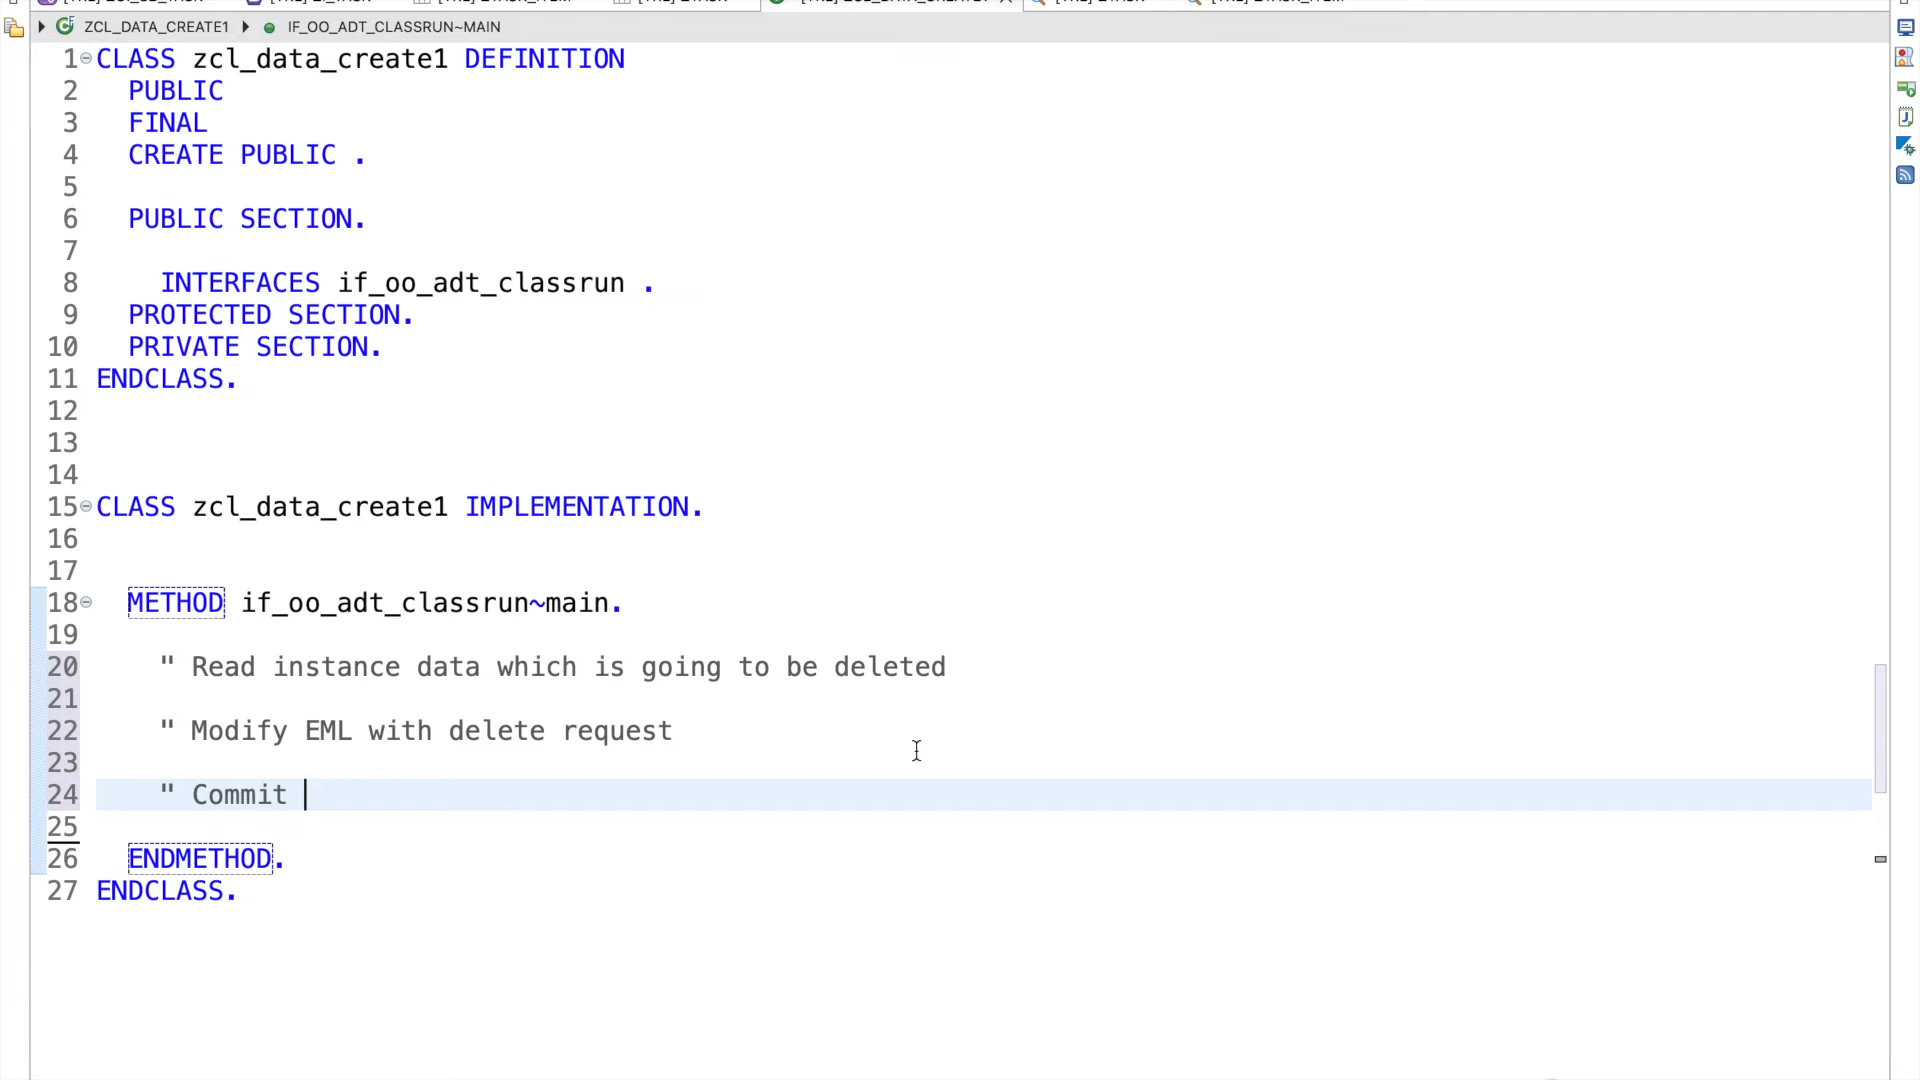 ZCL_DATA_CREATE1 IF_OO_ADT_CLASSRUN~MAIN
1 CLASS zcl_data_create1 DEFINITION
2 PUBLIC
3 FINAL
4 CREATE PUBLIC .
5
6 PUBLIC SECTION.
7
8 INTERFACES if_oo_adt_classrun .
9 PROTECTED SECTION.
10 PRIVATE SECTION.
11 ENDCLASS.
12
13
14
15 CLASS zcl_data_create1 IMPLEMENTATION.
16
17
18 METHOD if_oo_adt_classrun~main.
19
20 " Read instance data which is going to be deleted
21
22 " Modify EML with delete request
23
24 " Commit
25
26 ENDMETHOD.
27 ENDCLASS.